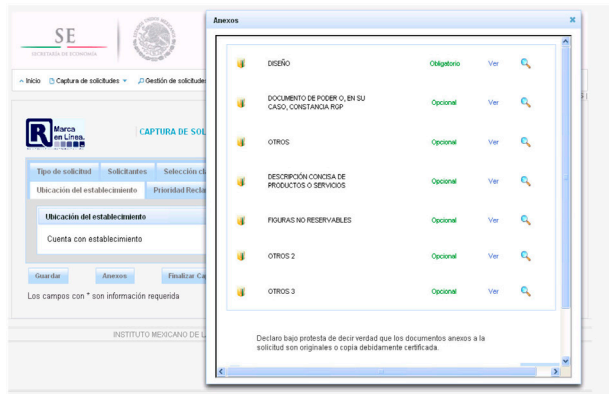 Anexos
SE
SECRETARÍA DE ECONOMÍA
Inicio Captura de solicitudes Gestión de solicitudes
Marca
en Línea.
CAPTURA DE SOL
Tipo de solicitud Solicitantes Selección cl
Ubicación del establecimiento Prioridad Recla
Ubicación del establecimiento
Cuenta con establecimiento
Guardar Anexos Finalizar Ca
Los campos con * son información requerida
INSTITUTO MEXICANO DE L
DISEÑO Obligatorio Ver
DOCUMENTO DE PODER O, EN SU
CASO, CONSTANCIA RGP Opcional Ver
OTROS Opcional Ver
DESCRIPCIÓN CONCISA DE
PRODUCTOS O SERVICIOS Opcional Ver
FIGURAS NO RESERVABLES Opcional Ver
OTROS 2 Opcional Ver
OTROS 3 Opcional Ver
Declaro bajo protesta de decir verdad que los documentos anexos a la
solicitud son originales o copia debidamente certificada.